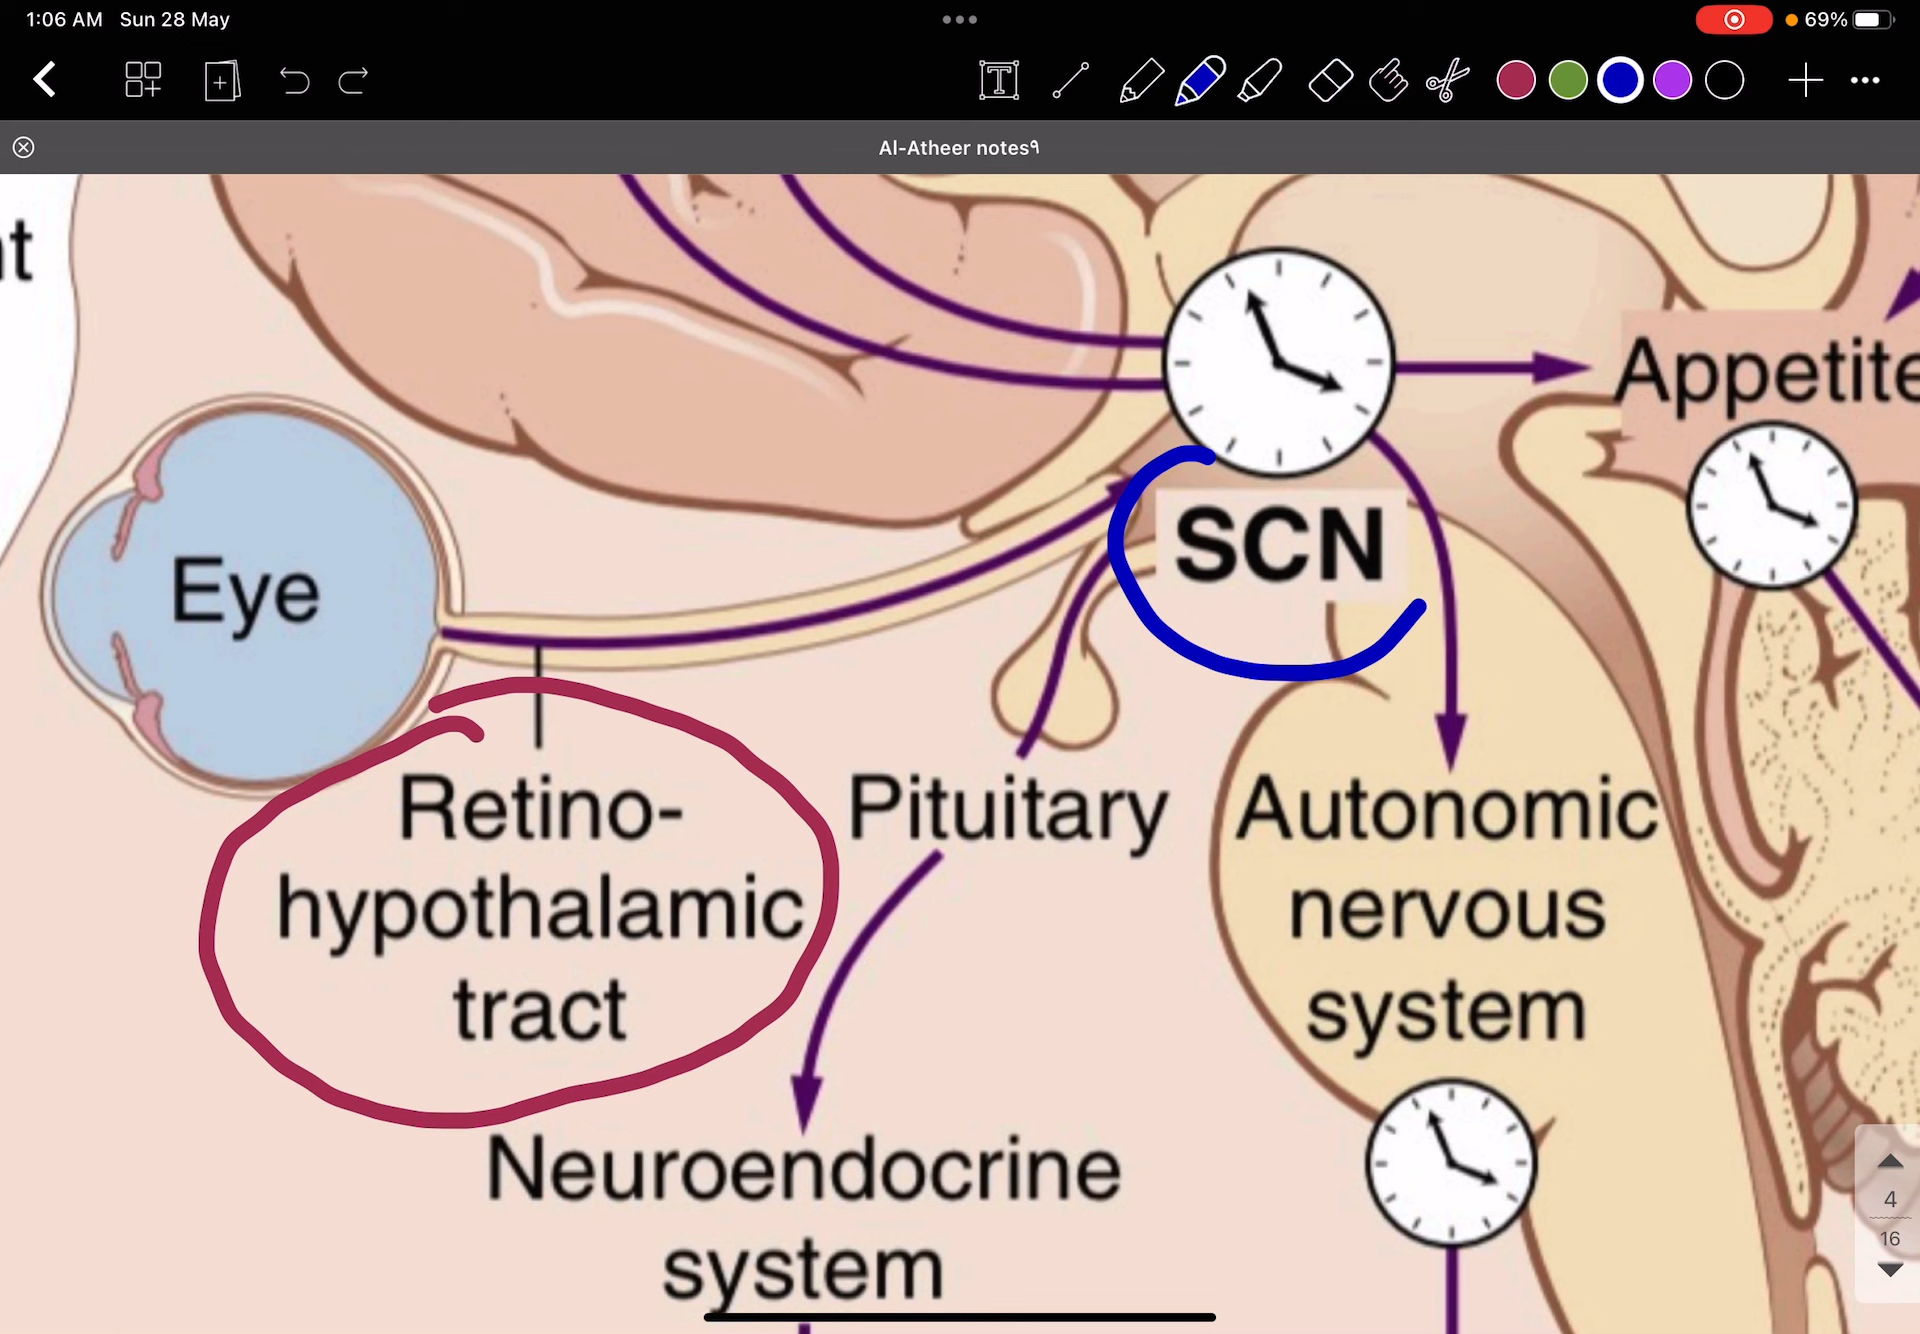 1:06 AM Sun 28 May
69%
T
Al-Atheer notes٩
nt
Appetite
SCN
Eye
Retino-
hypothalamic
tract
Pituitary
Autonomic
nervous
system
Neuroendocrine
system
4
16